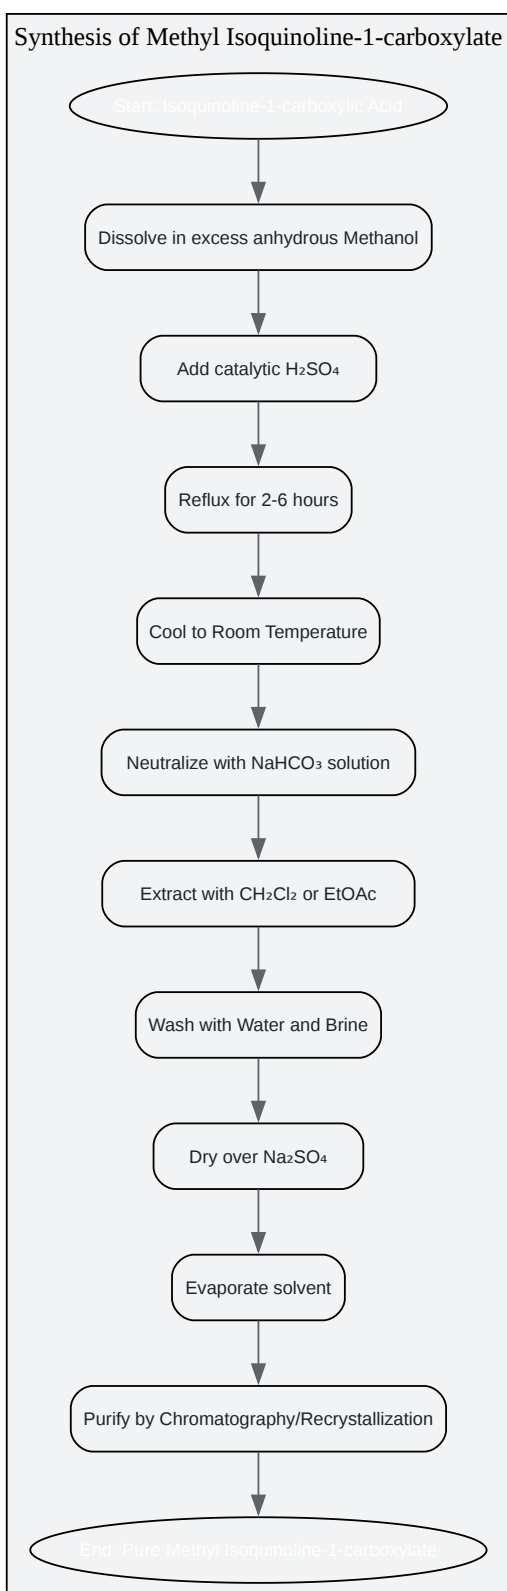 Synthesis of Methyl Isoquinoline-1-carboxylate
Start: Isoquinoline-1-carboxylic Acid
Dissolve in excess anhydrous Methanol
Add catalytic H₂SO₄
Reflux for 2-6 hours
Cool to Room Temperature
Neutralize with NaHCO₃ solution
Extract with CH₂Cl₂ or EtOAc
Wash with Water and Brine
Dry over Na₂SO₄
Evaporate solvent
Purify by Chromatography/Recrystallization
End: Pure Methyl Isoquinoline-1-carboxylate